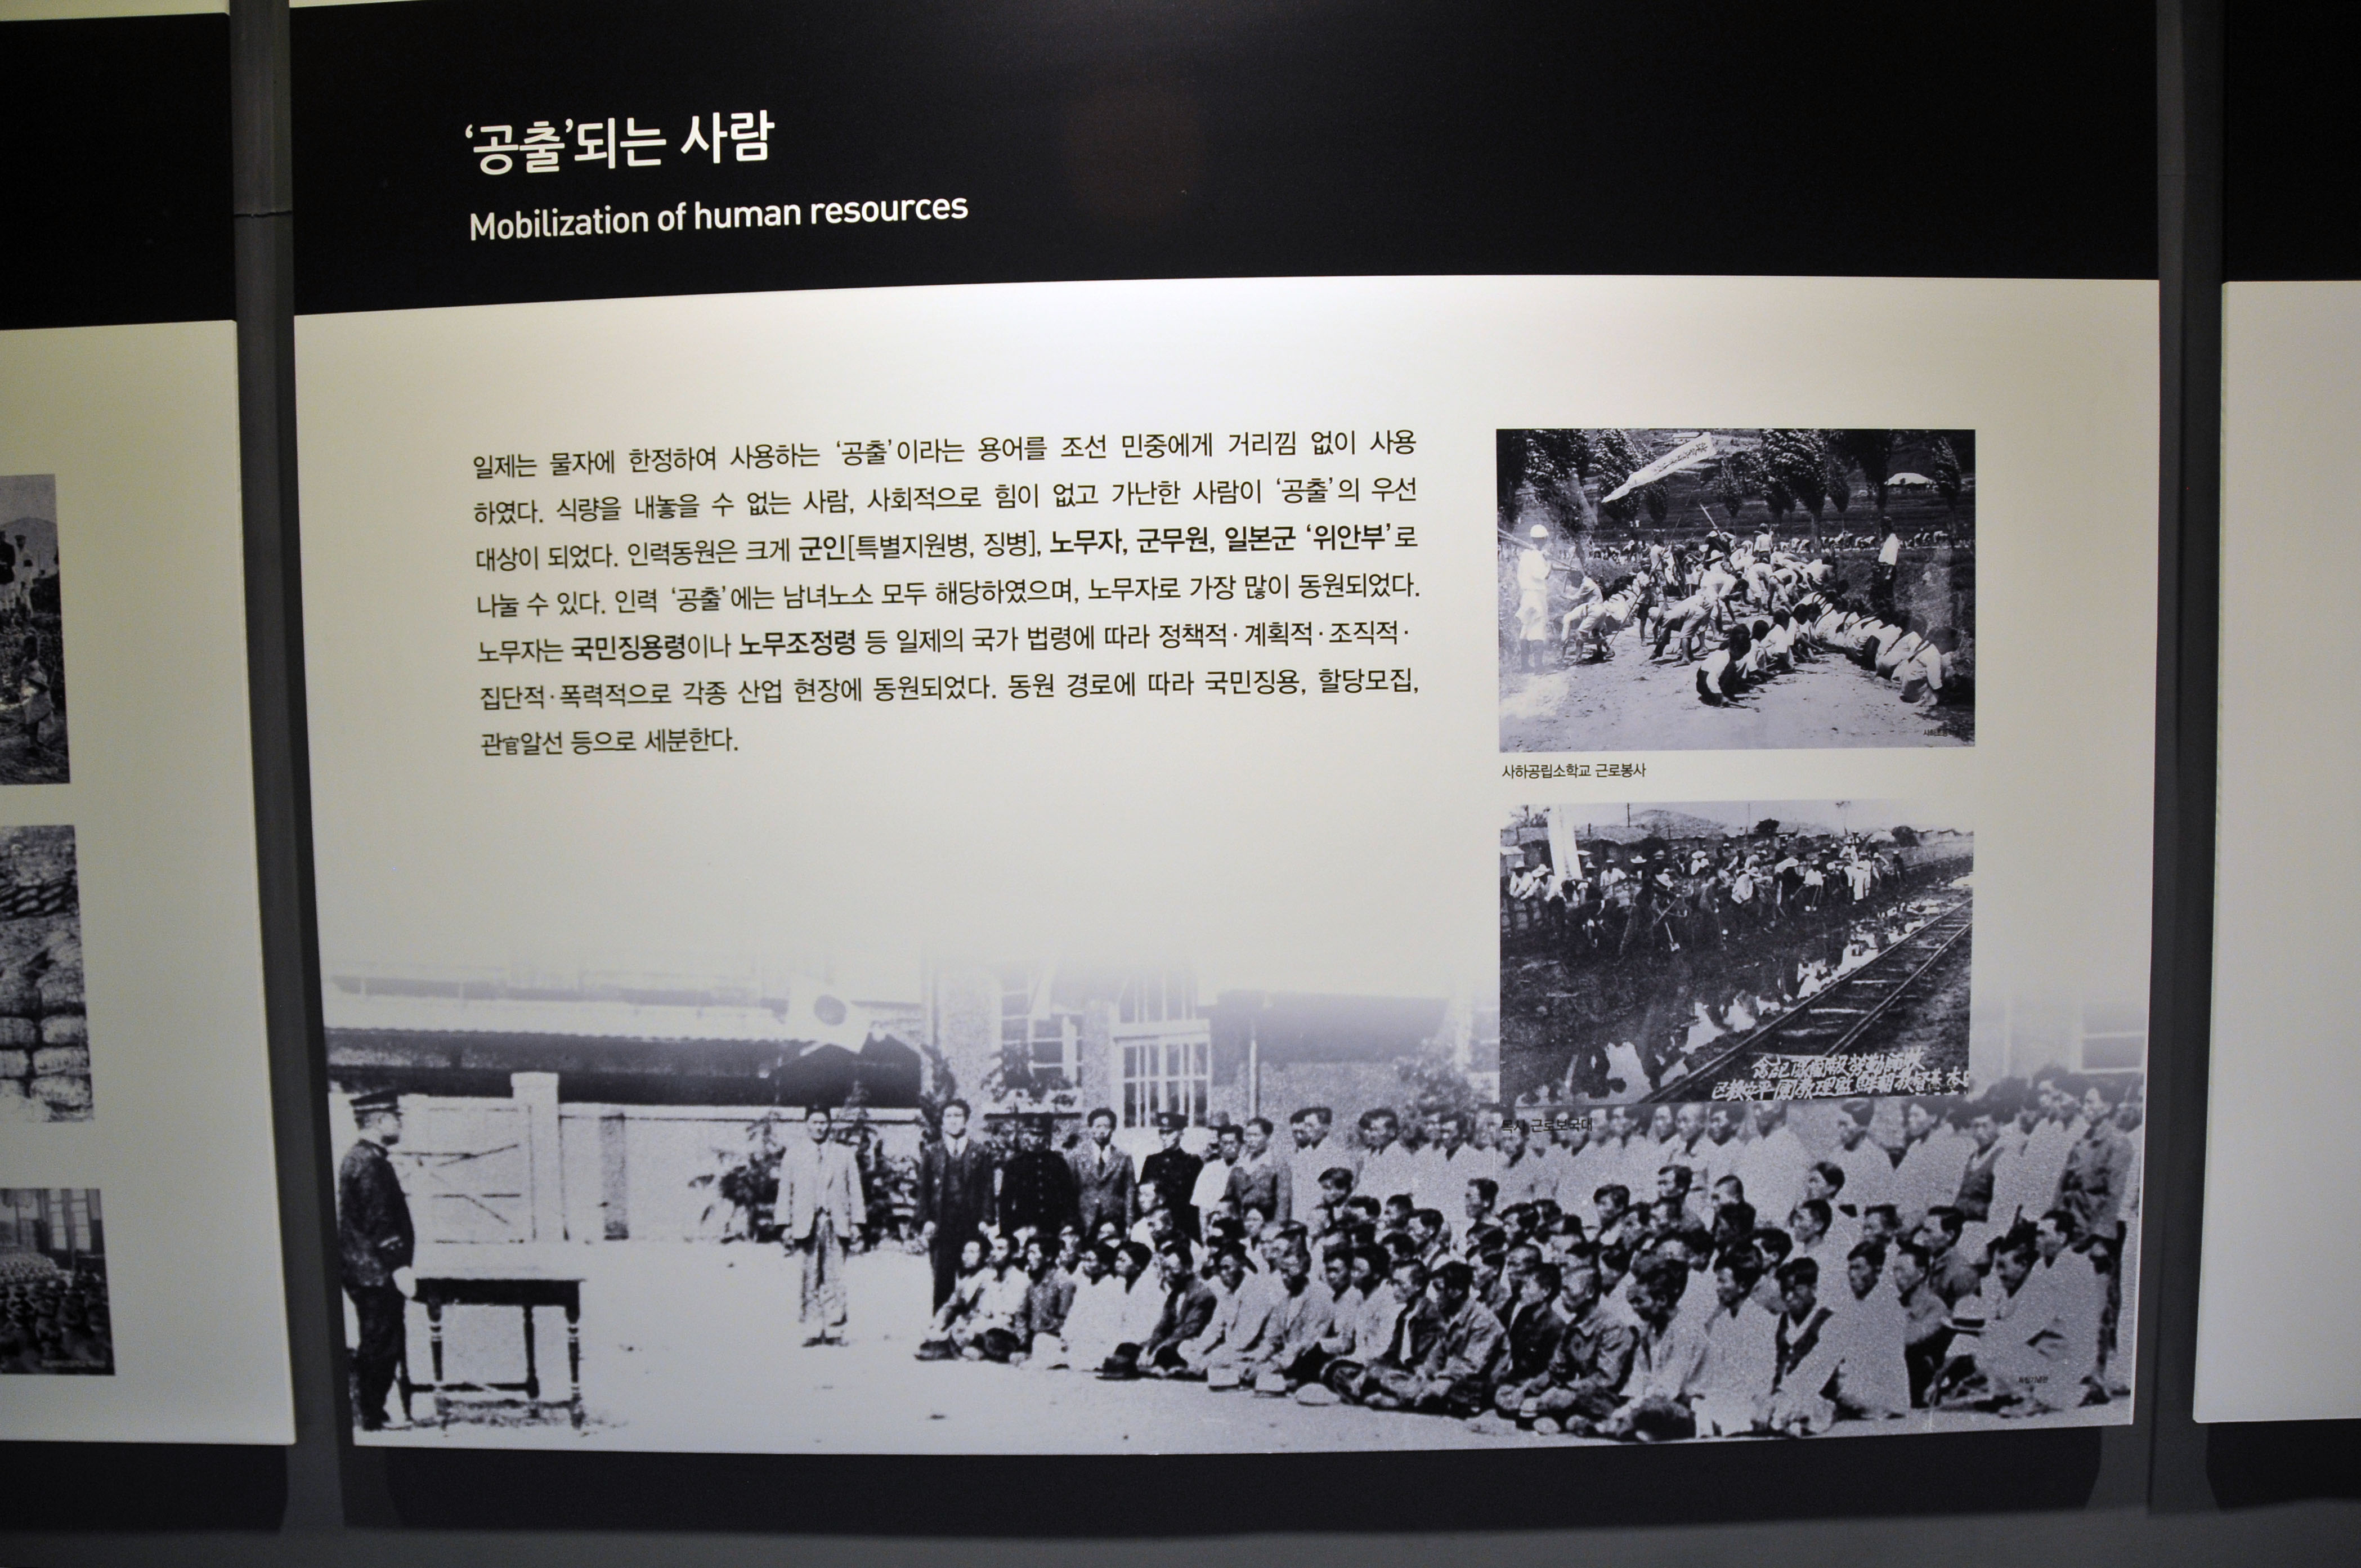 ‘공출’되는 사람
Mobilization of human resources
일제는 물자에 한정하여 사용하는 ‘공출’이라는 용어를 조선 민중에게 거리낌 없이 사용
하였다. 식량을 내놓을 수 없는 사람, 사회적으로 힘이 없고 가난한 사람이 ‘공출’의 우선
대상이 되었다. 인력동원은 크게 군인[특별지원병, 징병], 노무자, 군무원, 일본군 ‘위안부’로
나눌 수 있다. 인력 ‘공출’에는 남녀노소 모두 해당하였으며, 노무자로 가장 많이 동원되었다.
노무자는 국민징용령이나 노무조정령 등 일제의 국가 법령에 따라 정책적·계획적·조직적·
집단적·폭력적으로 각종 산업 현장에 동원되었다. 동원 경로에 따라 국민징용, 할당모집,
관官알선 등으로 세분한다.
사하공립소학교 근로봉사
목사 근로보국대